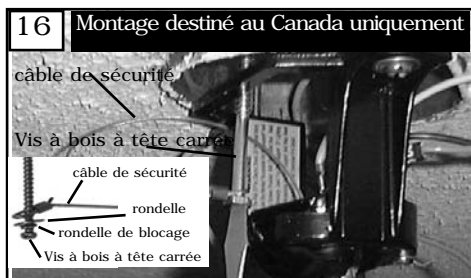 16 Montage destiné au Canada uniquement
câble de sécurité
Vis à bois à tête carrée
câble de sécurité
rondelle
rondelle de blocage
Vis à bois à tête carrée